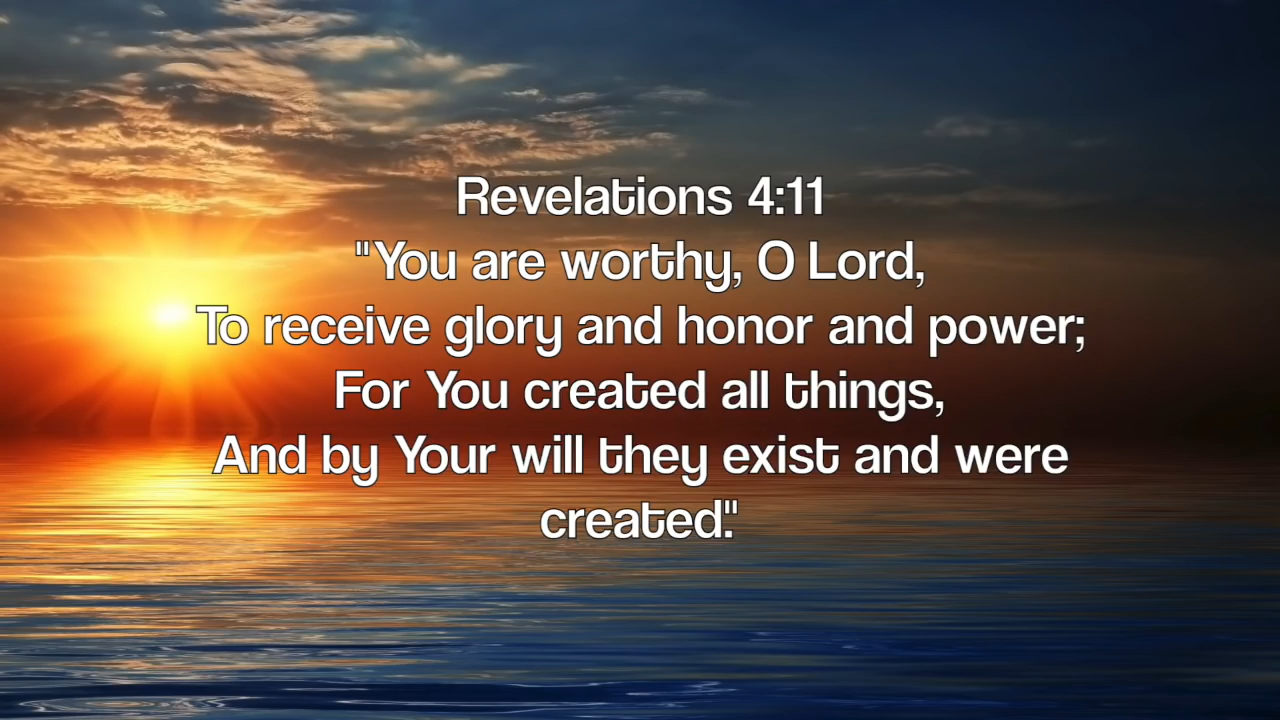 Revelations 4:11
"You are worthy, O Lord,
To receive glory and honor and power;
For You created all things,
And by Your will they exist and were
created."